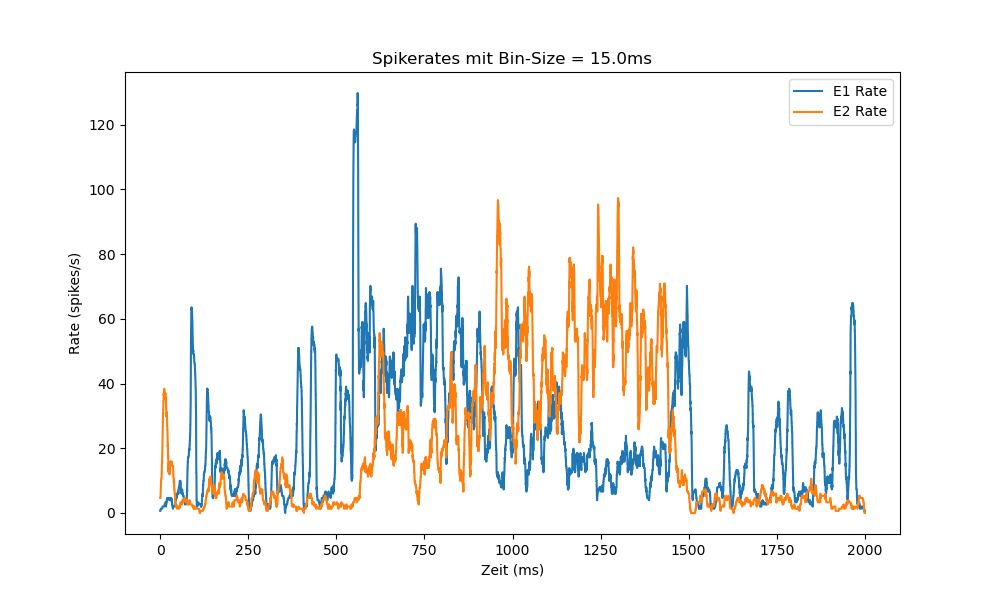 Spikerates mit Bin-Size = 15.0ms
E1 Rate
E2 Rate
Rate (spikes/s)
120
100
80
60
40
20
0
0 250 500 750 1000 1250 1500 1750 2000
Zeit (ms)